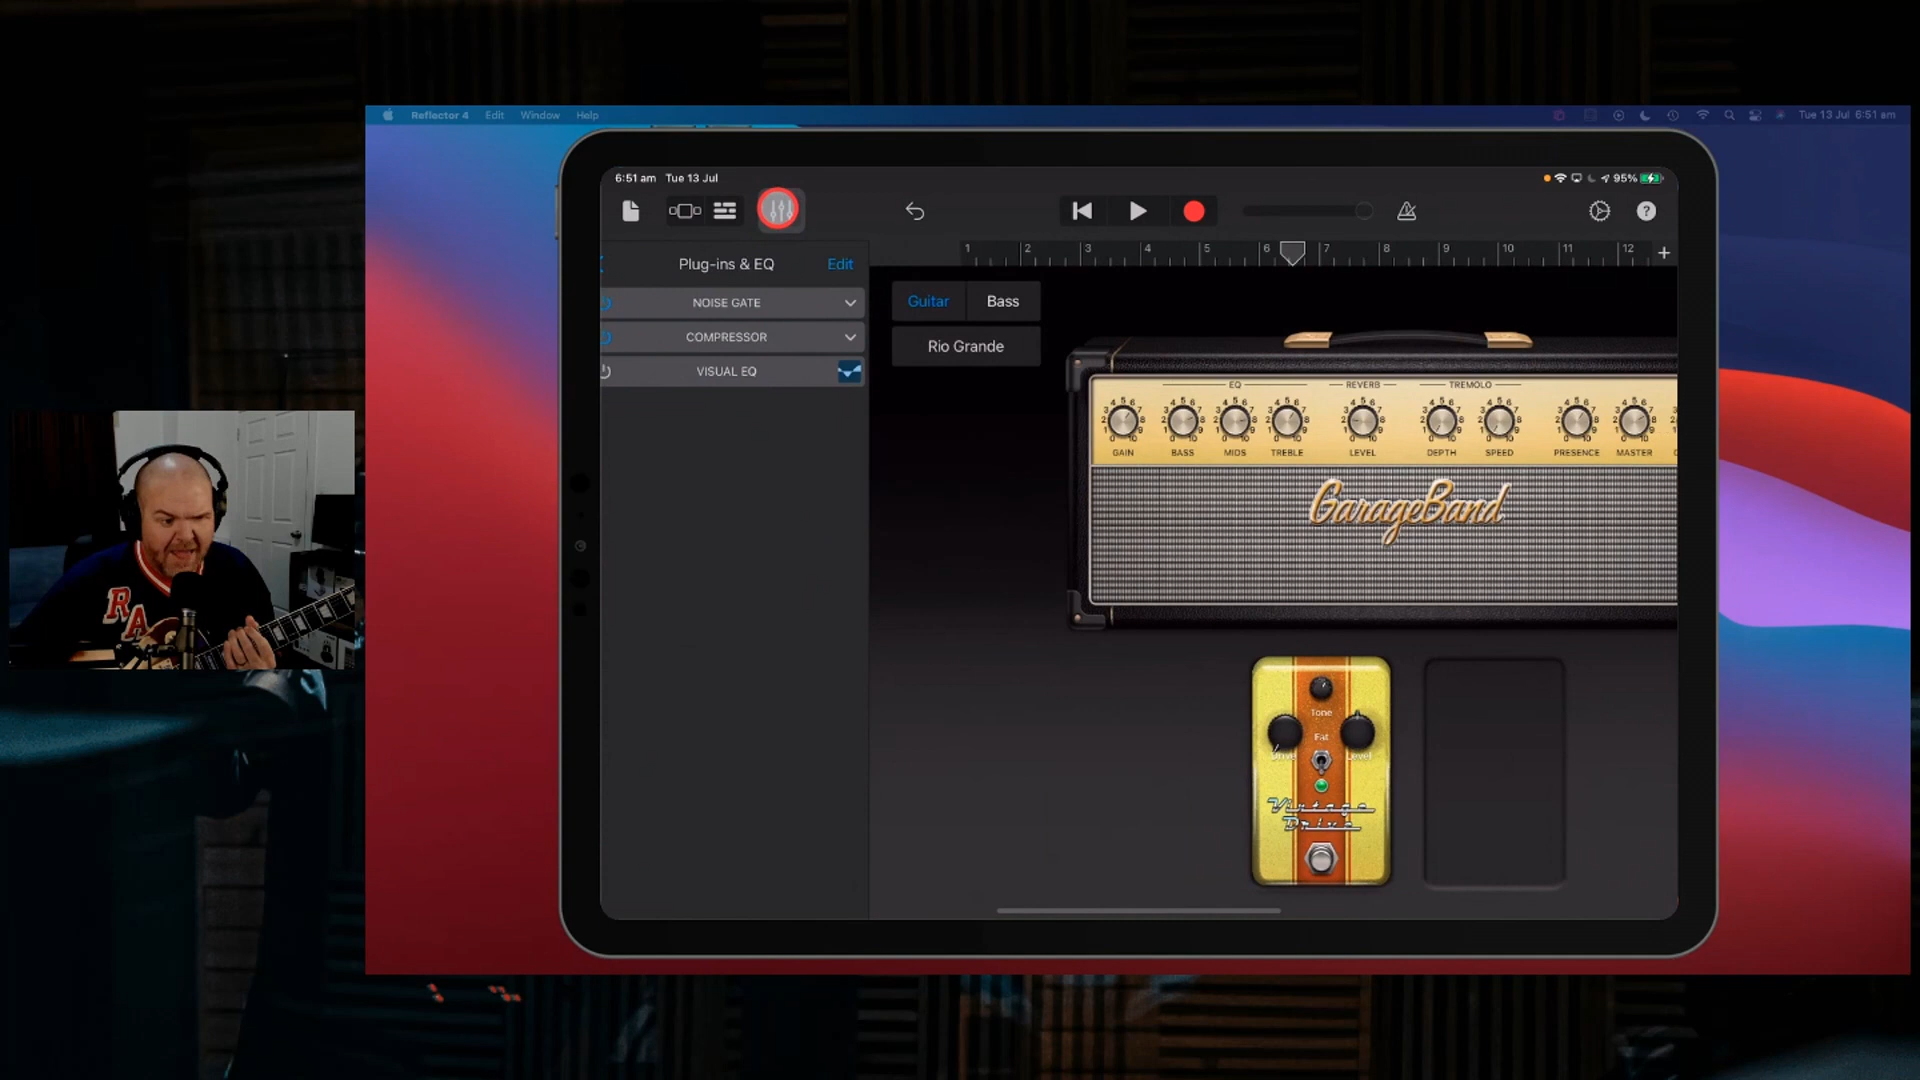 Reflector 4 Edit Window Help Tue 13 Jul 6:51 am
6:51 am Tue 13 Jul 95%
1 2 3 4 5 6 7 8 9 10 11 12 +
Plug-ins & EQ Edit
NOISE GATE
COMPRESSOR
VISUAL EQ
Guitar Bass
Rio Grande
EQ REVERB TREMOLO
GAIN BASS MIDS TREBLE LEVEL DEPTH SPEED PRESENCE MASTER
GarageBand
Tone
Fat
Drive Level
Vintage
Drive
RA